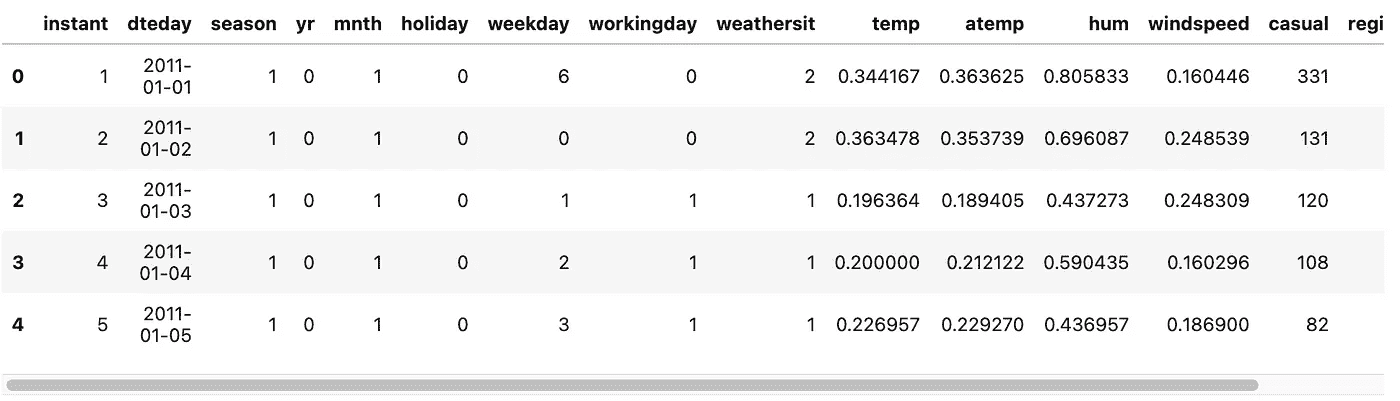 instant dteday season yr mnth holiday weekday workingday weathersit temp atemp hum windspeed casual regi
0 1 2011-01-01 1 0 1 0 6 0 2 0.344167 0.363625 0.805833 0.160446 331
1 2 2011-01-02 1 0 1 0 0 0 2 0.363478 0.353739 0.696087 0.248539 131
2 3 2011-01-03 1 0 1 0 1 1 1 0.196364 0.189405 0.437273 0.248309 120
3 4 2011-01-04 1 0 1 0 2 1 1 0.200000 0.212122 0.590435 0.160296 108
4 5 2011-01-05 1 0 1 0 3 1 1 0.226957 0.229270 0.436957 0.186900 82